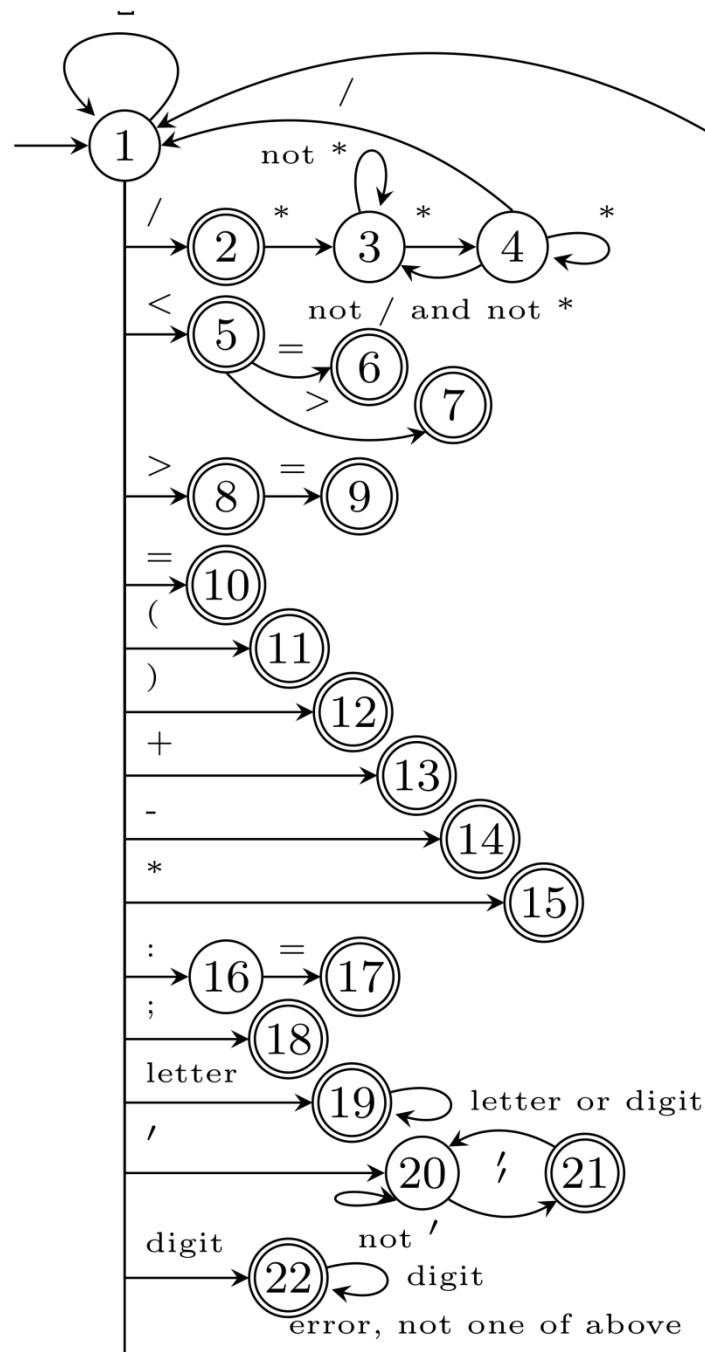 ␣
/
1
not *
/ 2 * 3 * 4 *
not / and not *
< 5 = 6
> 7
> 8 = 9
= 10
( 11
) 12
+ 13
- 14
* 15
: 16 = 17
; 18
letter 19 letter or digit
' 20 ' ' 21
not '
digit 22 digit
error, not one of above